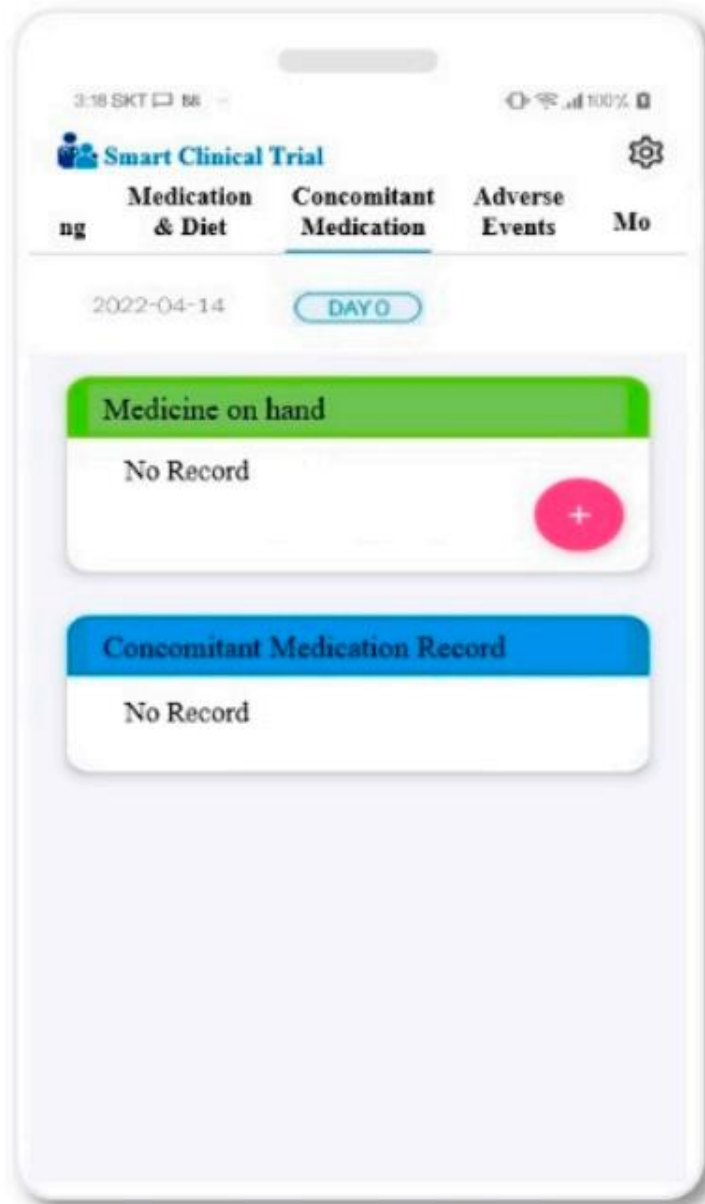 3:18 SKT 100%
Smart Clinical Trial
Medication Concomitant Adverse
ng & Diet Medication Events Mo
2022-04-14 DAY 0
Medicine on hand
No Record
+
Concomitant Medication Record
No Record